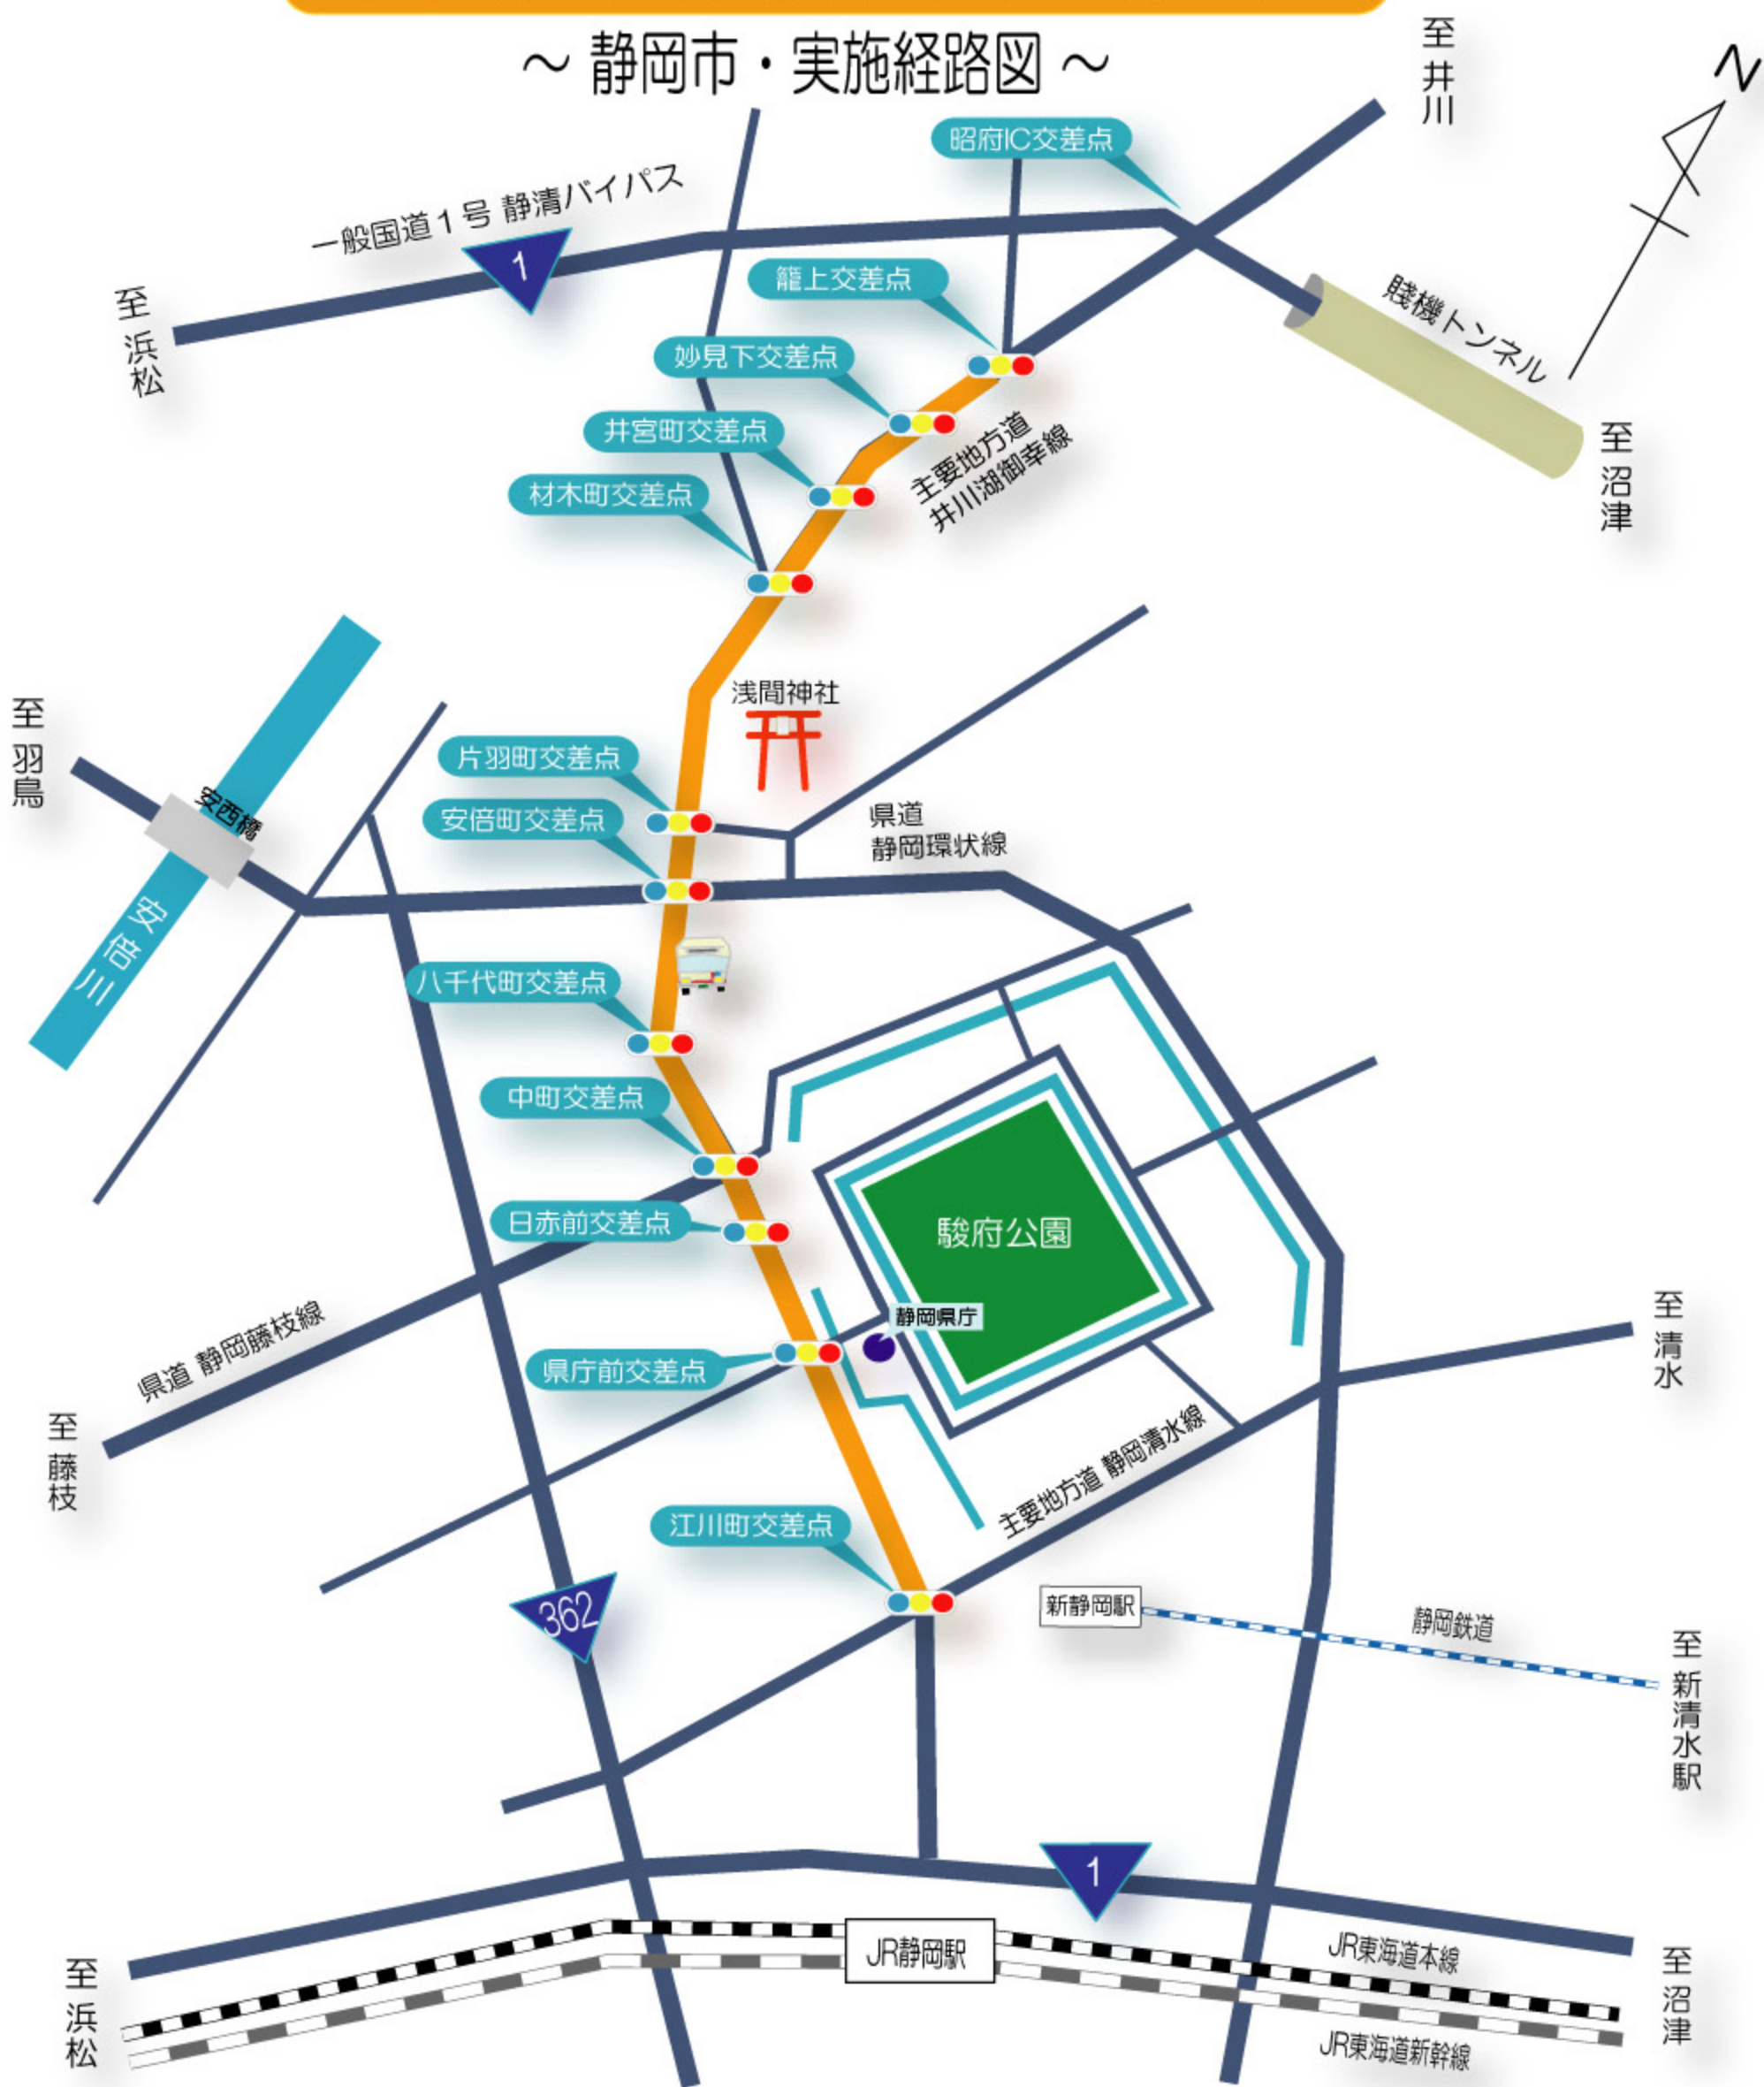 ～ 静岡市・実施経路図 ～
至井川
N
昭府IC交差点
一般国道1号 静清バイパス
1
至浜松
籠上交差点
賤機トンネル
至沼津
妙見下交差点
井宮町交差点
主要地方道
井川湖御幸線
材木町交差点
浅間神社
至羽鳥
安西橋
安倍川
片羽町交差点
安倍町交差点
県道
静岡環状線
八千代町交差点
中町交差点
日赤前交差点
駿府公園
静岡県庁
県庁前交差点
県道 静岡藤枝線
至藤枝
至清水
主要地方道 静岡清水線
江川町交差点
362
新静岡駅
静岡鉄道
至新清水駅
1
JR静岡駅
JR東海道本線
JR東海道新幹線
至浜松
至沼津